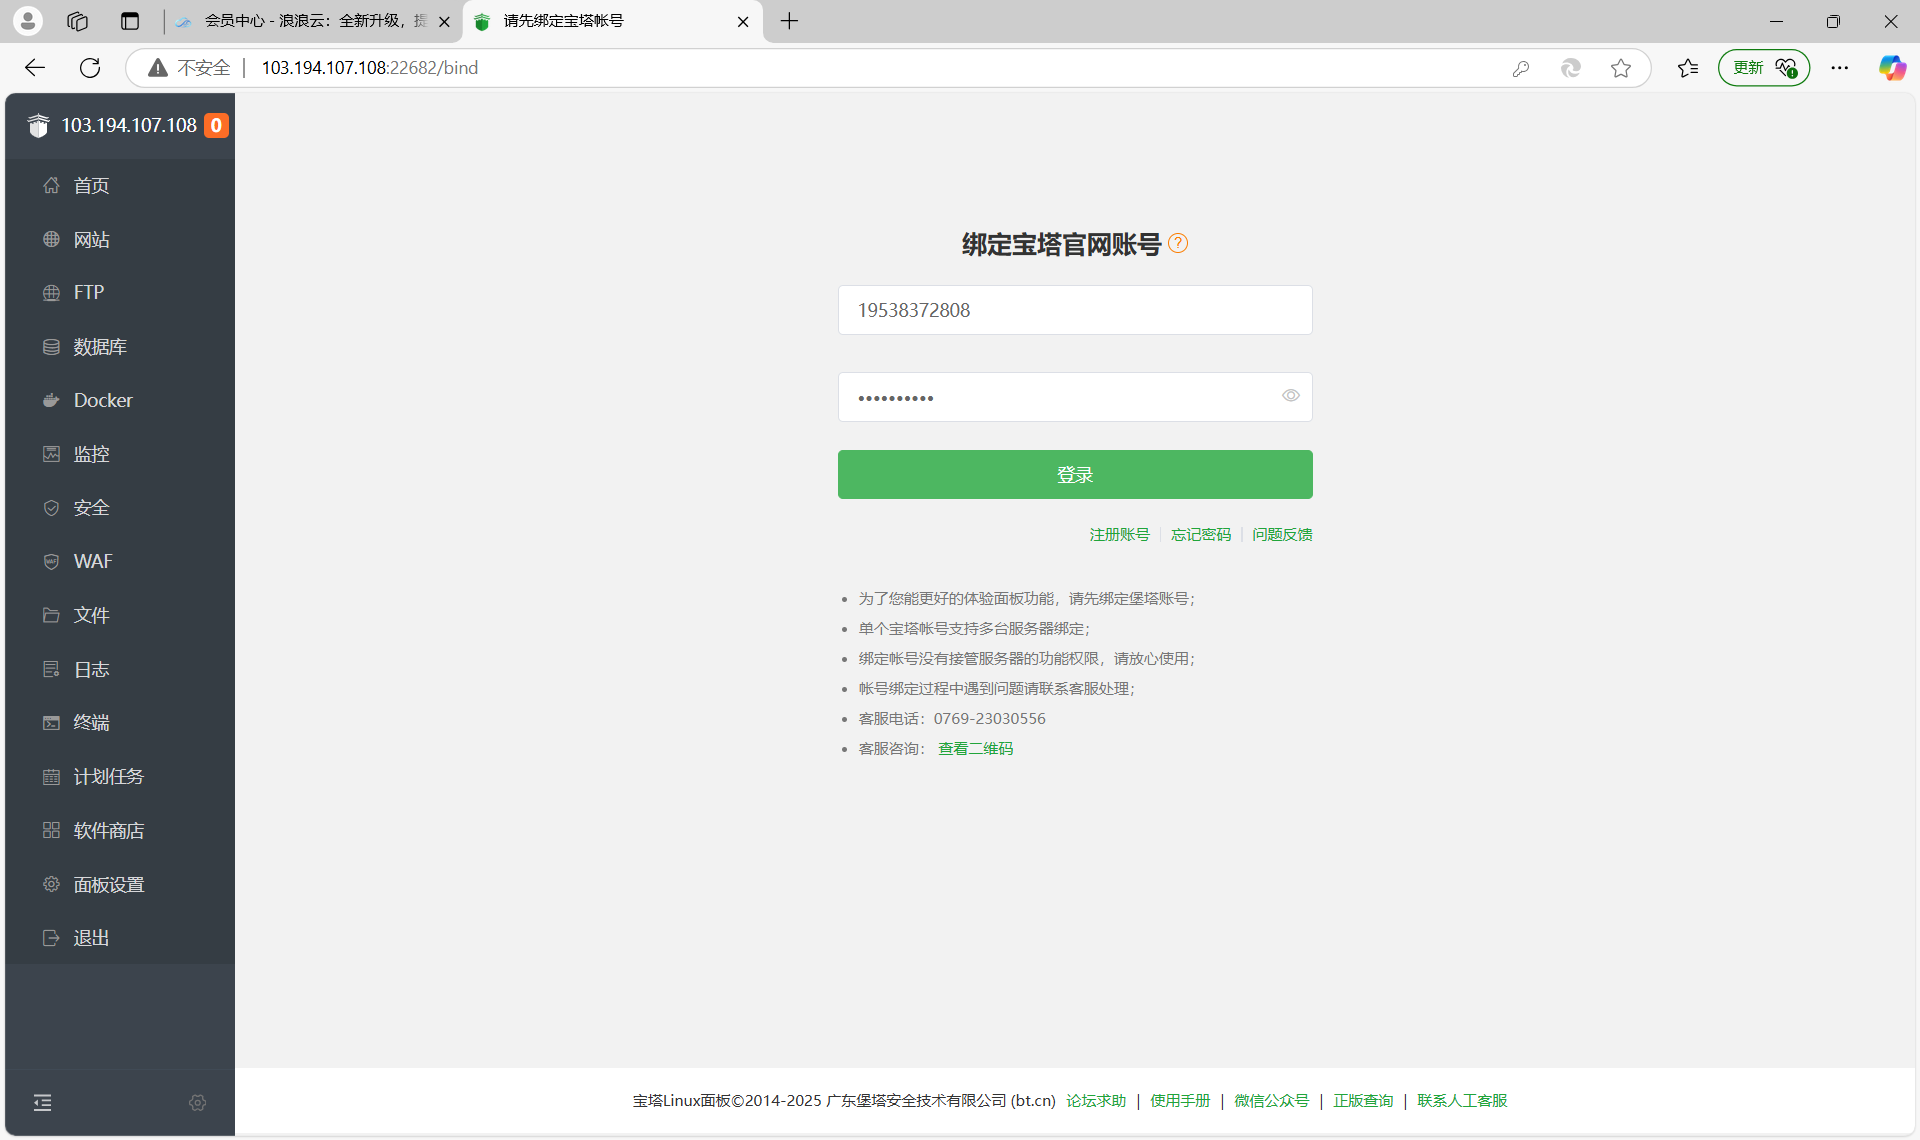 会员中心 - 浪浪云：全新升级，提
请先绑定宝塔帐号
不安全
103.194.107.108:22682/bind
更新
103.194.107.108 0
首页
网站
FTP
数据库
Docker
监控
安全
WAF
文件
日志
终端
计划任务
软件商店
面板设置
退出
绑定宝塔官网账号
19538372808
••••••••••
登录
注册账号 | 忘记密码 | 问题反馈
为了您能更好的体验面板功能，请先绑定堡塔账号；
单个宝塔帐号支持多台服务器绑定；
绑定帐号没有接管服务器的功能权限，请放心使用；
帐号绑定过程中遇到问题请联系客服处理；
客服电话：0769-23030556
客服咨询： 查看二维码
宝塔Linux面板©2014-2025 广东堡塔安全技术有限公司 (bt.cn) 论坛求助 | 使用手册 | 微信公众号 | 正版查询 | 联系人工客服